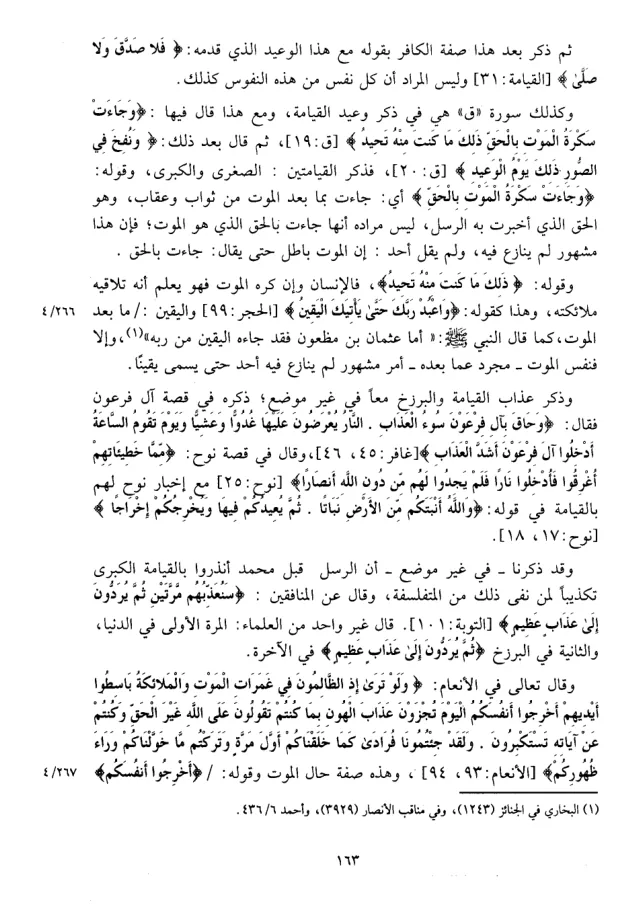 ثم ذكر بعد هذا صفة الكافر بقوله مع هذا الوعيد الذي قدمه: ﴿ فَلا صَدَّقَ وَلا
صَلَّىٰ ﴾ [القيامة:٣١] وليس المراد أن كل نفس من هذه النفوس كذلك.
وكذلك سورة «ق» هي في ذكر وعيد القيامة، ومع هذا قال فيها : ﴿وَجَاءَتْ
سَكْرَةُ الْمَوْتِ بِالْحَقِّ ذَلِكَ مَا كُنتَ مِنْهُ تَحِيدُ﴾ [ق:١٩]، ثم قال بعد ذلك: ﴿ وَنُفِخَ فِي
الصُّورِ ذَلِكَ يَوْمُ الْوَعِيدِ ﴾ [ق:٢٠]، فذكر القيامتين : الصغرى والكبرى، وقوله:
﴿وَجَاءَتْ سَكْرَةُ الْمَوْتِ بِالْحَقِّ ﴾ أي: جاءت بما بعد الموت من ثواب وعقاب، وهو
الحق الذي أخبرت به الرسل، ليس مراده أنها جاءت بالحق الذي هو الموت؛ فإن هذا
مشهور لم ينازع فيه، ولم يقل أحد : إن الموت باطل حتى يقال: جاءت بالحق .
وقوله: ﴿ ذَلِكَ مَا كُنتَ مِنْهُ تَحِيدُ﴾، فالإنسان وإن كره الموت فهو يعلم أنه تلاقيه
ملائكته، وهذا كقوله: ﴿وَاعْبُدْ رَبَّكَ حَتَّىٰ يَأْتِيَكَ الْيَقِينُ ﴾ [الحجر:٩٩] واليقين :/ ما بعد ٤/٢٦٦
الموت، كما قال النبي ﷺ: « أما عثمان بن مظعون فقد جاءه اليقين من ربه»(١)، وإلا
فنفس الموت ـ مجرد عما بعده ـ أمر مشهور لم ينازع فيه أحد حتى يسمى يقينًا.
وذكر عذاب القيامة والبرزخ معاً في غير موضع؛ ذكره في قصة آل فرعون
فقال: ﴿وَحَاقَ بِآلِ فِرْعَوْنَ سُوءُ الْعَذَابِ . النَّارُ يُعْرَضُونَ عَلَيْهَا غُدُوًّا وَعَشِيًّا وَيَوْمَ تَقُومُ السَّاعَةُ
أَدْخِلُوا آلَ فِرْعَوْنَ أَشَدَّ الْعَذَابِ ﴾[غافر:٤٥، ٤٦]،وقال في قصة نوح: ﴿مِّمَّا خَطِيئَاتِهِمْ
أُغْرِقُوا فَأُدْخِلُوا نَارًا فَلَمْ يَجِدُوا لَهُم مِّن دُونِ اللَّهِ أَنصَارًا﴾ [نوح:٢٥] مع إخبار نوح لهم
بالقيامة في قوله: ﴿وَاللَّهُ أَنْبَتَكُم مِّنَ الأَرْضِ نَبَاتًا . ثُمَّ يُعِيدُكُمْ فِيهَا وَيُخْرِجُكُمْ إِخْرَاجًا ﴾
[نوح:١٧، ١٨].
وقد ذكرنا ـ في غير موضع ـ أن الرسل قبل محمد أنذروا بالقيامة الكبرى
تكذيباً لمن نفى ذلك من المتفلسفة، وقال عن المنافقين : ﴿سَنُعَذِّبُهُم مَّرَّتَيْنِ ثُمَّ يُرَدُّونَ
إِلَىٰ عَذَابٍ عَظِيمٍ ﴾ [التوبة:١٠١]. قال غير واحد من العلماء: المرة الأولى في الدنيا،
والثانية في البرزخ ﴿ثُمَّ يُرَدُّونَ إِلَىٰ عَذَابٍ عَظِيمٍ ﴾ في الآخرة.
وقال تعالى في الأنعام: ﴿ وَلَوْ تَرَىٰ إِذِ الظَّالِمُونَ فِي غَمَرَاتِ الْمَوْتِ وَالْمَلائِكَةُ بَاسِطُوا
أَيْدِيهِمْ أَخْرِجُوا أَنفُسَكُمُ الْيَوْمَ تُجْزَوْنَ عَذَابَ الْهُونِ بِمَا كُنتُمْ تَقُولُونَ عَلَى اللَّهِ غَيْرَ الْحَقِّ وَكُنتُمْ
عَنْ آيَاتِهِ تَسْتَكْبِرُونَ . وَلَقَدْ جِئْتُمُونَا فُرَادَىٰ كَمَا خَلَقْنَاكُمْ أَوَّلَ مَرَّةٍ وَتَرَكْتُم مَّا خَوَّلْنَاكُمْ وَرَاءَ
ظُهُورِكُمْ﴾ [الأنعام:٩٣، ٩٤] ، وهذه صفة حال الموت وقوله: / ﴿أَخْرِجُوا أَنفُسَكُم﴾ ٤/٢٦٧
(١) البخاري في الجنائز (١٢٤٣)، وفي مناقب الأنصار (٣٩٢٩)، وأحمد ٤٣٦/٦.
١٦٣